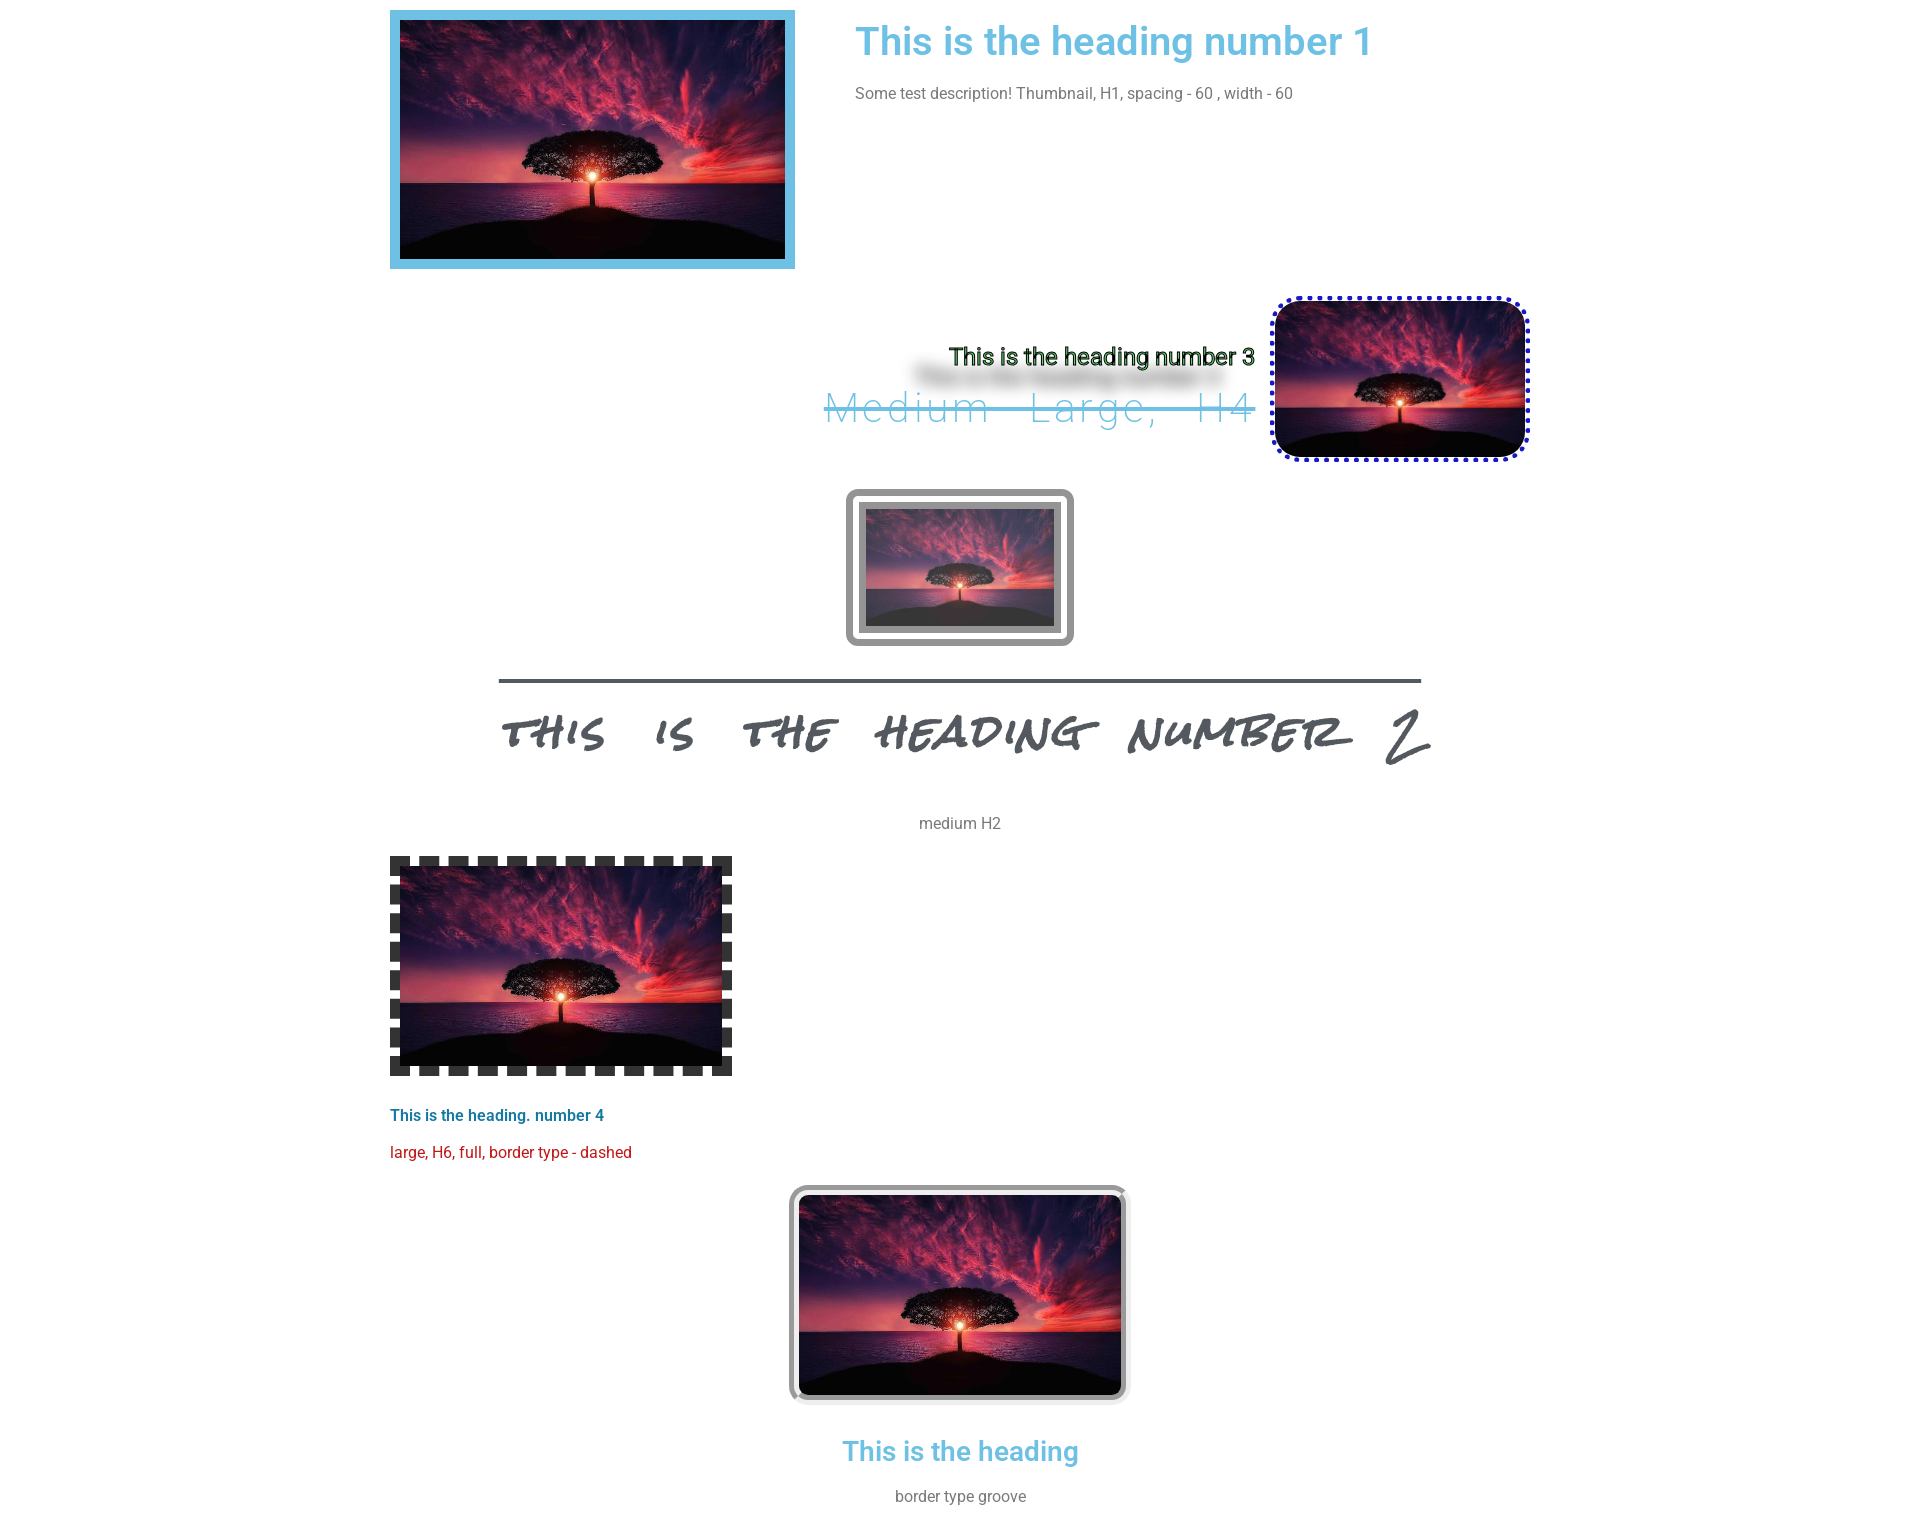 This is the heading number 1
Some test description! Thumbnail, H1, spacing - 60 , width - 60
This is the heading number 3
Medium Large, H4
THIS IS THE HEADING NUMBER 2
medium H2
This is the heading. number 4
large, H6, full, border type - dashed
This is the heading
border type groove